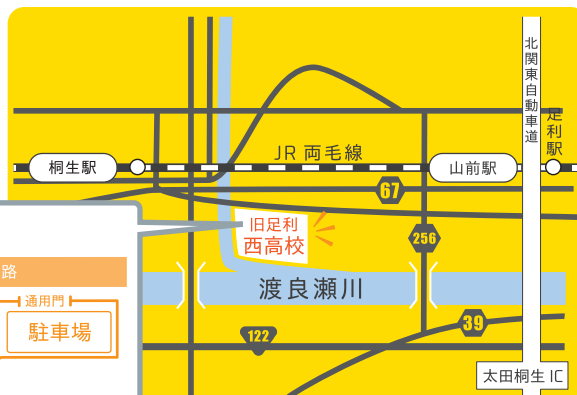 北関東自動車道
足利駅
JR 両毛線
桐生駅
山前駅
67
旧足利
西高校
256
路
渡良瀬川
通用門
駐車場
122
39
太田桐生 IC